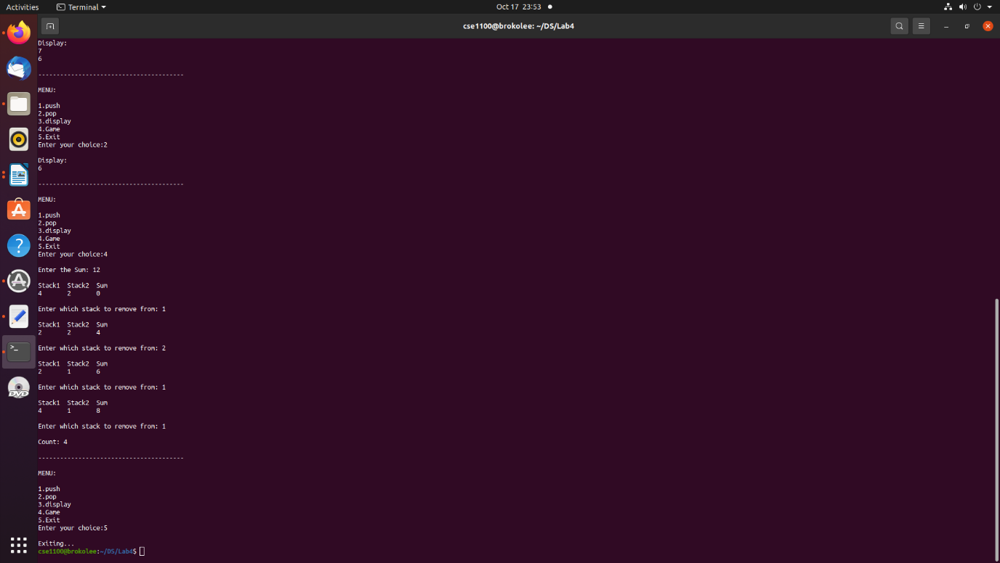 Activities
Terminal
Oct 17 23:53
cse1100@brokolee: ~/DS/Lab4
Display:
7
6
----------------------------------------
MENU:
1.push
2.pop
3.display
4.Game
5.Exit
Enter your choice:2
Display:
6
----------------------------------------
MENU:
1.push
2.pop
3.display
4.Game
5.Exit
Enter your choice:4
Enter the Sum: 12
Stack1 Stack2 Sum
4 2 0
Enter which stack to remove from: 1
Stack1 Stack2 Sum
2 2 4
Enter which stack to remove from: 2
Stack1 Stack2 Sum
2 1 6
Enter which stack to remove from: 1
Stack1 Stack2 Sum
4 1 8
Enter which stack to remove from: 1
Count: 4
----------------------------------------
MENU:
1.push
2.pop
3.display
4.Game
5.Exit
Enter your choice:5
Exiting...
cse1100@brokolee:~/DS/Lab4$
DVD